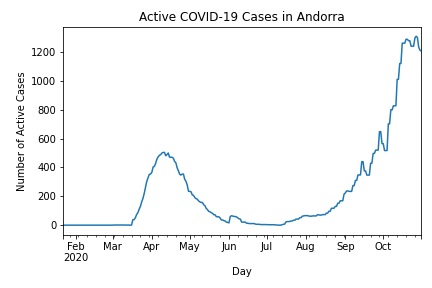 Active COVID-19 Cases in Andorra
Number of Active Cases
1200
1000
800
600
400
200
0
Feb Mar Apr May Jun Jul Aug Sep Oct
2020
Day